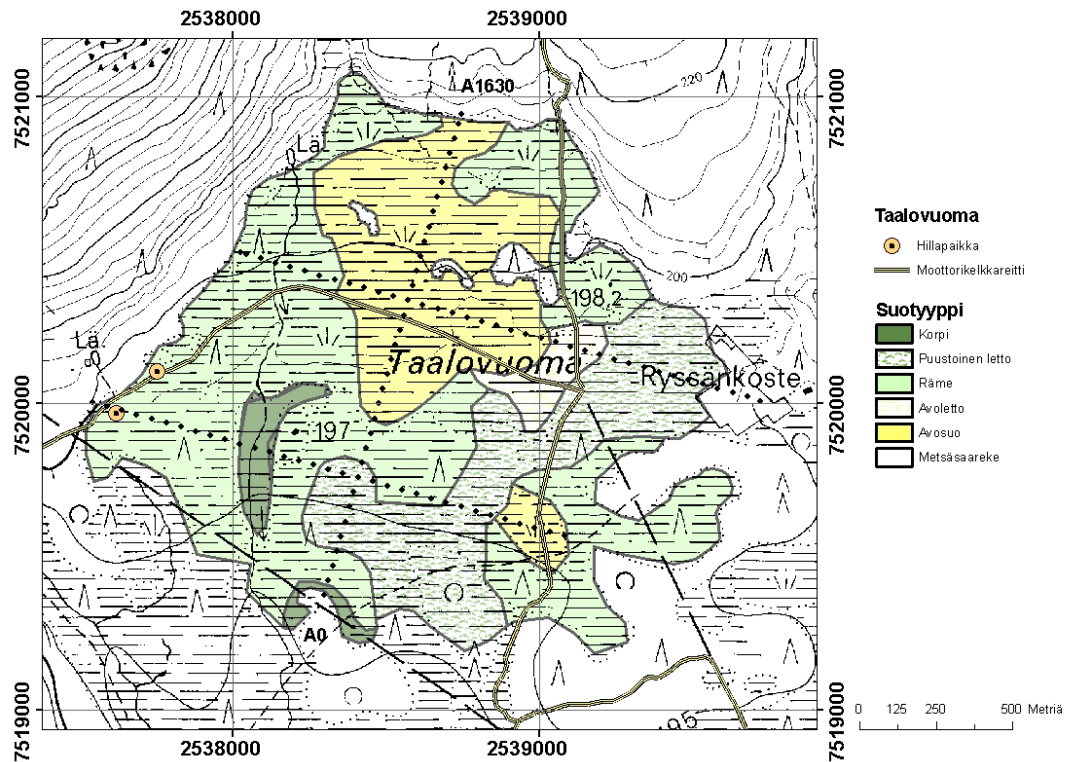 2538000 2539000
7521000 7521000
A1630
220
Lä.
200
198,2
Lä.
Taalovuoma
Ryssänkoste
7520000 7520000
197
A0
95
7519000 7519000
2538000 2539000
Taalovuoma
Hillapaikka
Moottorikelkkareitti
Suotyyppi
Korpi
Puustoinen letto
Räme
Avoletto
Avosuo
Metsäsaareke
0 125 250 500 Metriä